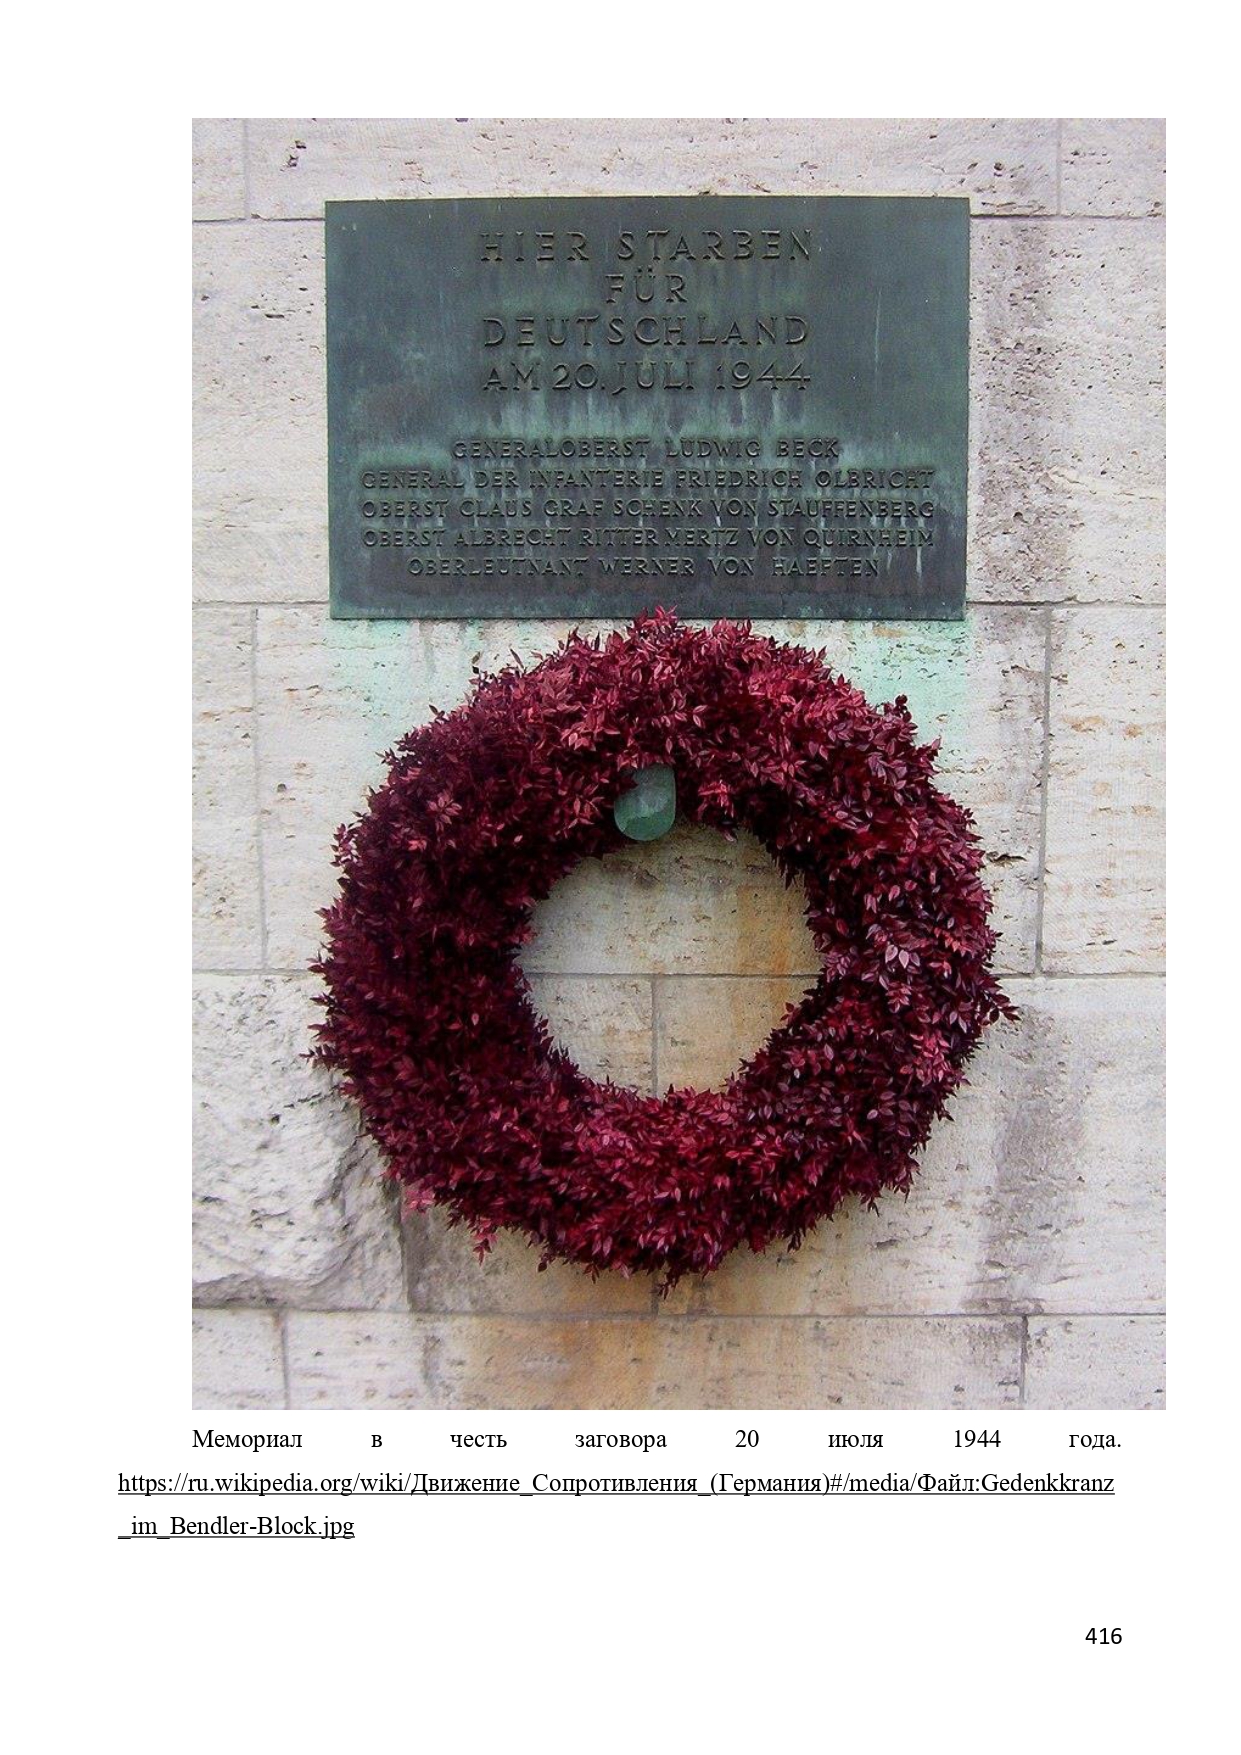 HIER STARBEN
FÜR
DEUTSCHLAND
AM 20. JULI 1944
GENERALOBERST LUDWIG BECK
GENERAL DER INFANTERIE FRIEDRICH OLBRICHT
OBERST CLAUS GRAF SCHENK VON STAUFFENBERG
OBERST ALBRECHT RITTER MERTZ VON QUIRNHEIM
OBERLEUTNANT WERNER VON HAEFTEN
Мемориал в честь заговора 20 июля 1944 года.
https://ru.wikipedia.org/wiki/Движение_Сопротивления_(Германия)#/media/Файл:Gedenkkranz
_im_Bendler-Block.jpg
416